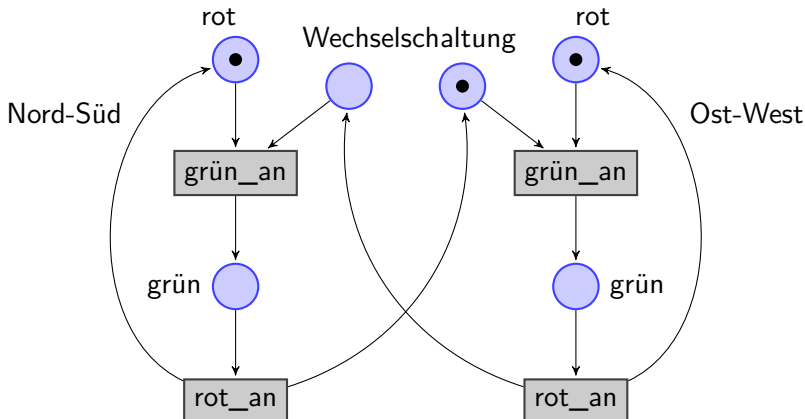 rot
rot
Wechselschaltung
Nord-Süd
Ost-West
grün_an
grün_an
grün
grün
rot_an
rot_an